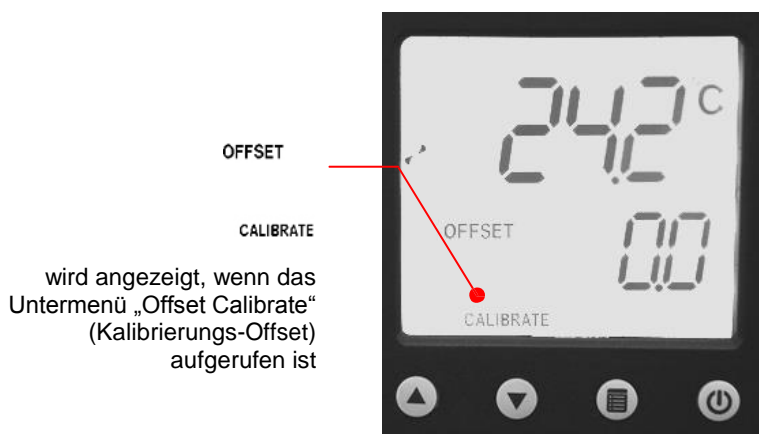 OFFSET
CALIBRATE
wird angezeigt, wenn das
Untermenü „Offset Calibrate“
(Kalibrierungs-Offset)
aufgerufen ist
24.2 C
OFFSET 0.0
CALIBRATE